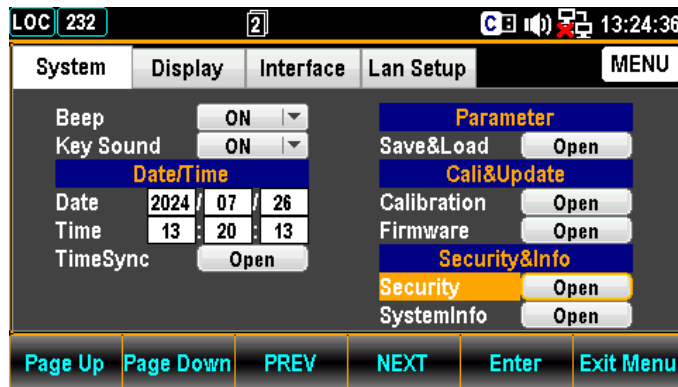 LOC 232 2 C 13:24:36
System Display Interface Lan Setup MENU
Beep ON
Key Sound ON
Date/Time
Date 2024 / 07 / 26
Time 13 : 20 : 13
TimeSync Open
Parameter
Save&Load Open
Cali&Update
Calibration Open
Firmware Open
Security&Info
Security Open
SystemInfo Open
Page Up Page Down PREV NEXT Enter Exit Menu